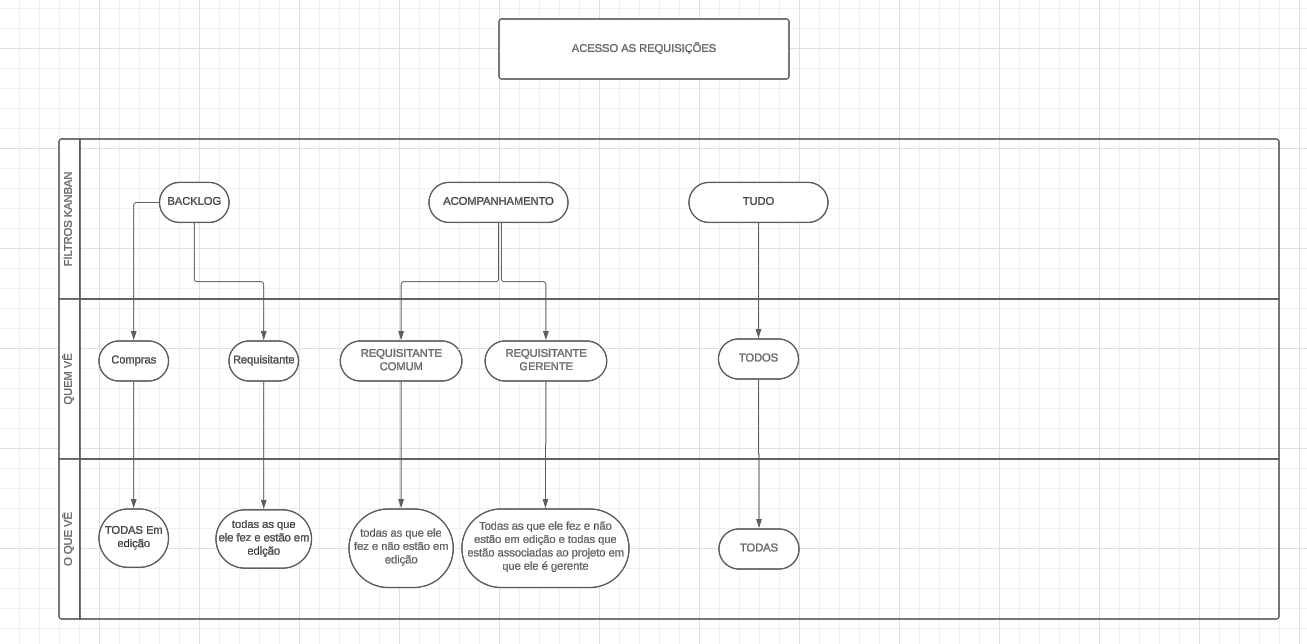 ACESSO AS REQUISIÇÕES
FILTROS KANBAN
BACKLOG
ACOMPANHAMENTO
TUDO
QUEM VÊ
Compras
Requisitante
REQUISITANTE
COMUM
REQUISITANTE
GERENTE
TODOS
O QUE VÊ
TODAS Em
edição
todas as que
ele fez e estão em
edição
todas as que ele
fez e não estão em
edição
Todas as que ele fez e não
estão em edição e todas que
estão associadas ao projeto em
que ele é gerente
TODAS